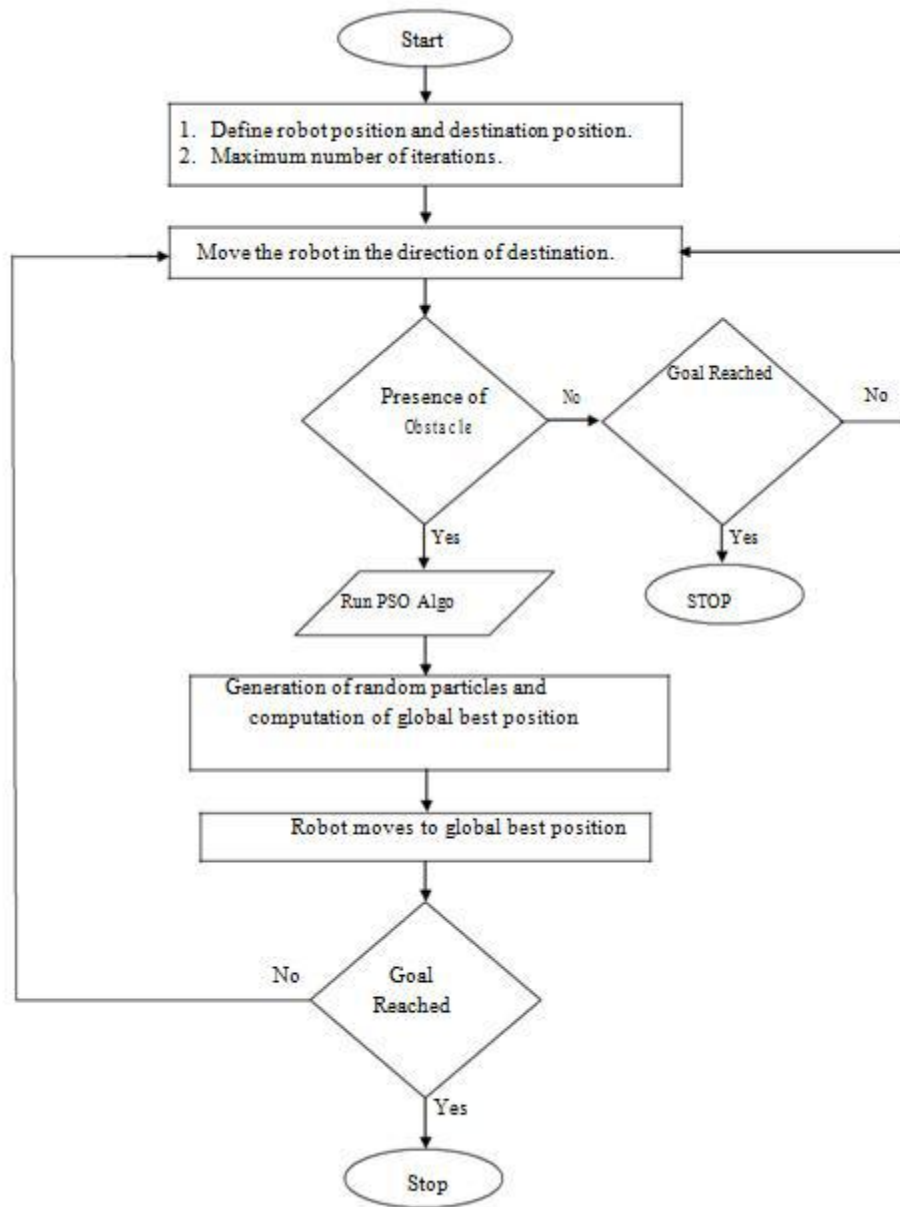 Start
1. Define robot position and destination position.
2. Maximum number of iterations.
Move the robot in the direction of destination.
Presence of
Obstacle
No
Goal Reached
No
Yes
Yes
Run PSO Algo
STOP
Generation of random particles and
computation of global best position
Robot moves to global best position
No
Goal
Reached
Yes
Stop